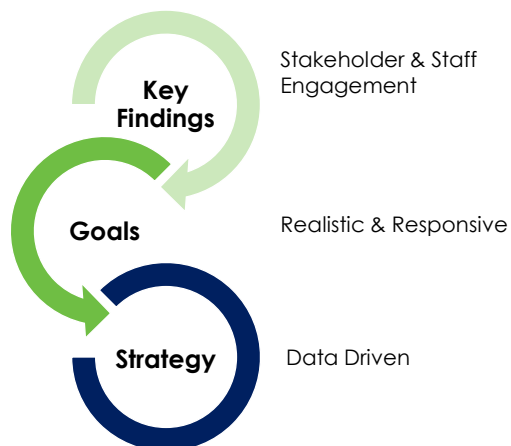 Key
Findings
Stakeholder & Staff
Engagement
Goals
Realistic & Responsive
Strategy
Data Driven